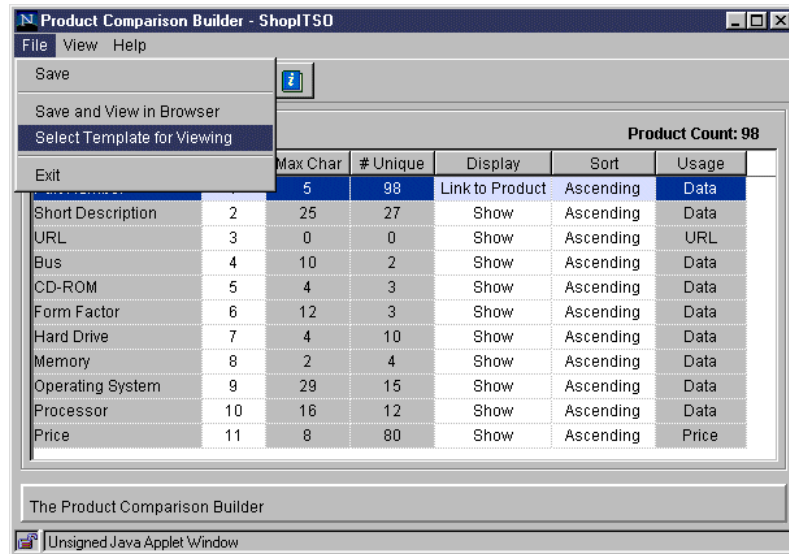 Product Comparison Builder - ShopITSO
File View Help
Save
Save and View in Browser
Select Template for Viewing
Exit
Product Count: 98
Max Char # Unique Display Sort Usage
5 98 Link to Product Ascending Data
Short Description 2 25 27 Show Ascending Data
URL 3 0 0 Show Ascending URL
Bus 4 10 2 Show Ascending Data
CD-ROM 5 4 3 Show Ascending Data
Form Factor 6 12 3 Show Ascending Data
Hard Drive 7 4 10 Show Ascending Data
Memory 8 2 4 Show Ascending Data
Operating System 9 29 15 Show Ascending Data
Processor 10 16 12 Show Ascending Data
Price 11 8 80 Show Ascending Price
The Product Comparison Builder
Unsigned Java Applet Window